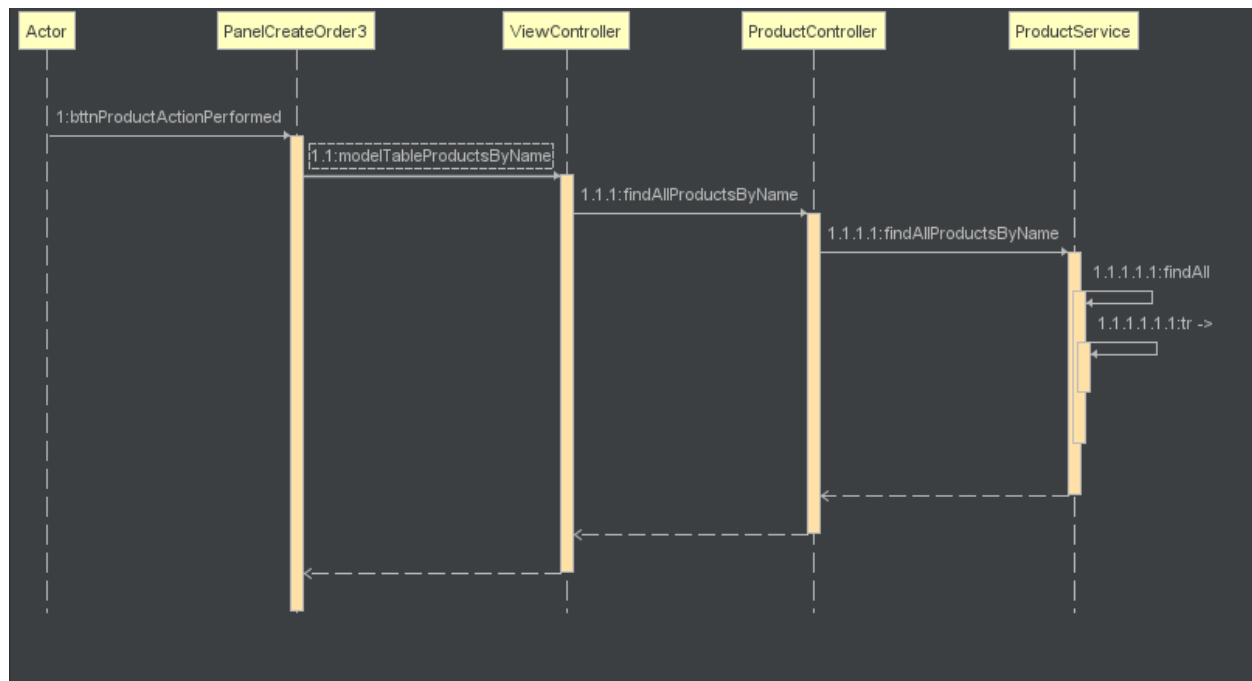 Actor
PanelCreateOrder3
ViewController
ProductController
ProductService
1:bttnProductActionPerformed
1.1:modelTableProductsByName
1.1.1:findAllProductsByName
1.1.1.1:findAllProductsByName
1.1.1.1.1:findAll
1.1.1.1.1.1:tr ->